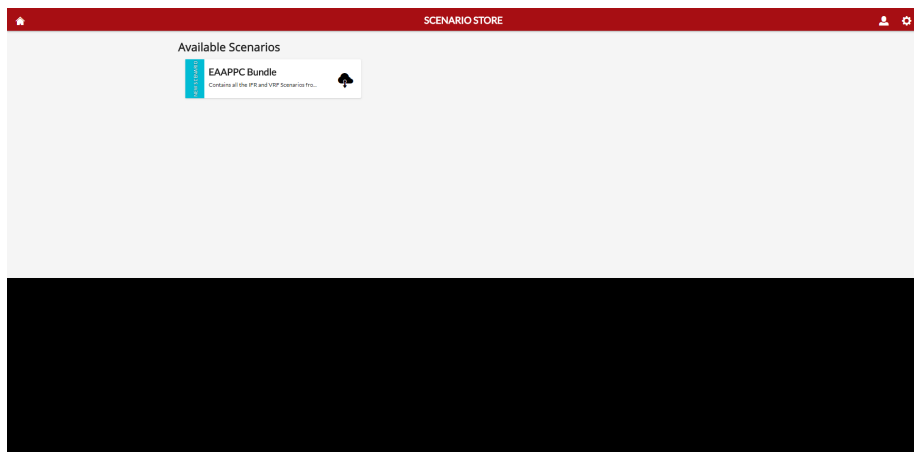 SCENARIO STORE
Available Scenarios
EAAPPC Bundle
Contains all the IFR and VRF Scenarios fro...